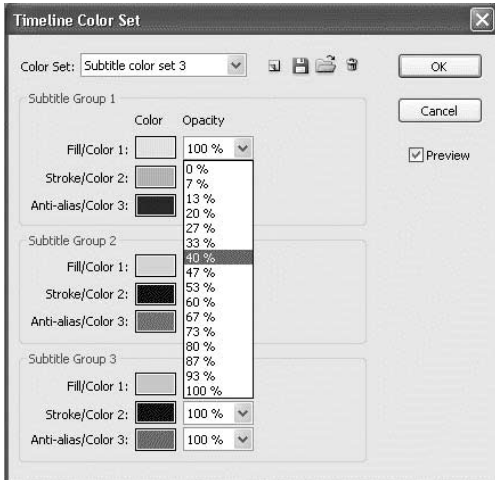 Timeline Color Set
Color Set: Subtitle color set 3
OK
Cancel
Preview
Subtitle Group 1
Color Opacity
Fill/Color 1: 100 %
Stroke/Color 2:
Anti-alias/Color 3:
0 %
7 %
13 %
20 %
27 %
33 %
40 %
47 %
53 %
60 %
67 %
73 %
80 %
87 %
93 %
100 %
Subtitle Group 2
Fill/Color 1:
Stroke/Color 2:
Anti-alias/Color 3:
Subtitle Group 3
Fill/Color 1:
Stroke/Color 2: 100 %
Anti-alias/Color 3: 100 %